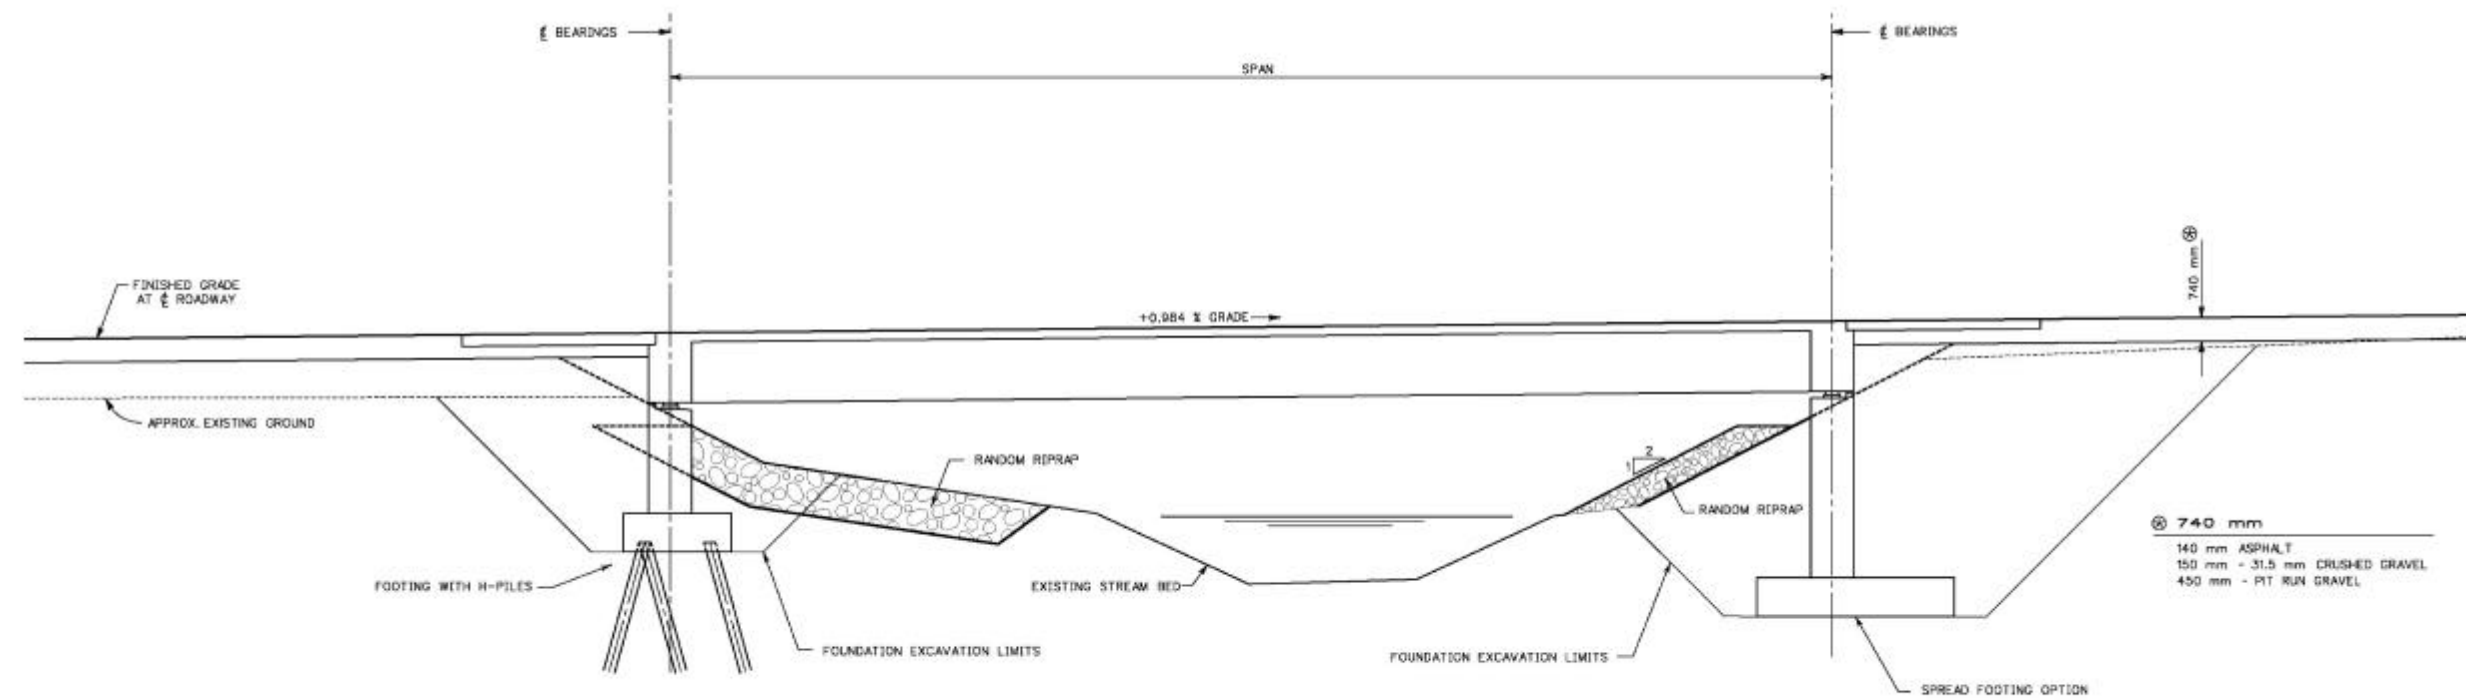 ℄ BEARINGS
℄ BEARINGS
SPAN
740 mm ⊛
FINISHED GRADE
AT ℄ ROADWAY
+0.984 % GRADE
APPROX. EXISTING GROUND
RANDOM RIPRAP
2
1
RANDOM RIPRAP
⊛ 740 mm
140 mm ASPHALT
150 mm - 31.5 mm CRUSHED GRAVEL
450 mm - PIT RUN GRAVEL
FOOTING WITH H-PILES
EXISTING STREAM BED
FOUNDATION EXCAVATION LIMITS
FOUNDATION EXCAVATION LIMITS
SPREAD FOOTING OPTION